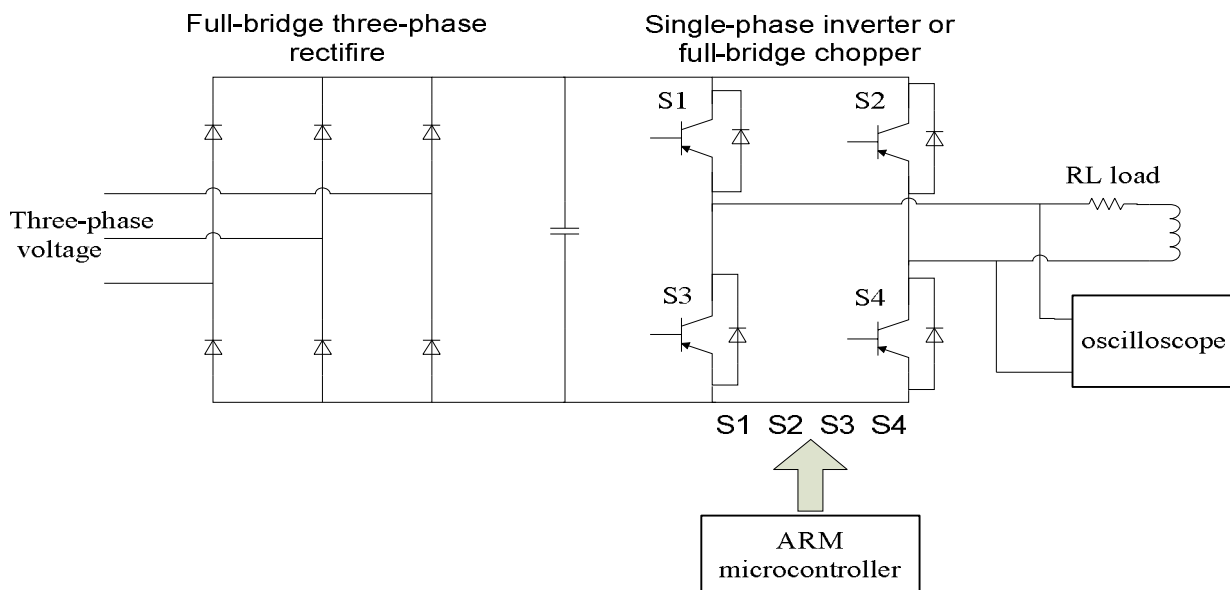 Full-bridge three-phase
rectifire
Single-phase inverter or
full-bridge chopper
S1
S2
RL load
Three-phase
voltage
S3
S4
oscilloscope
S1 S2 S3 S4
ARM
microcontroller